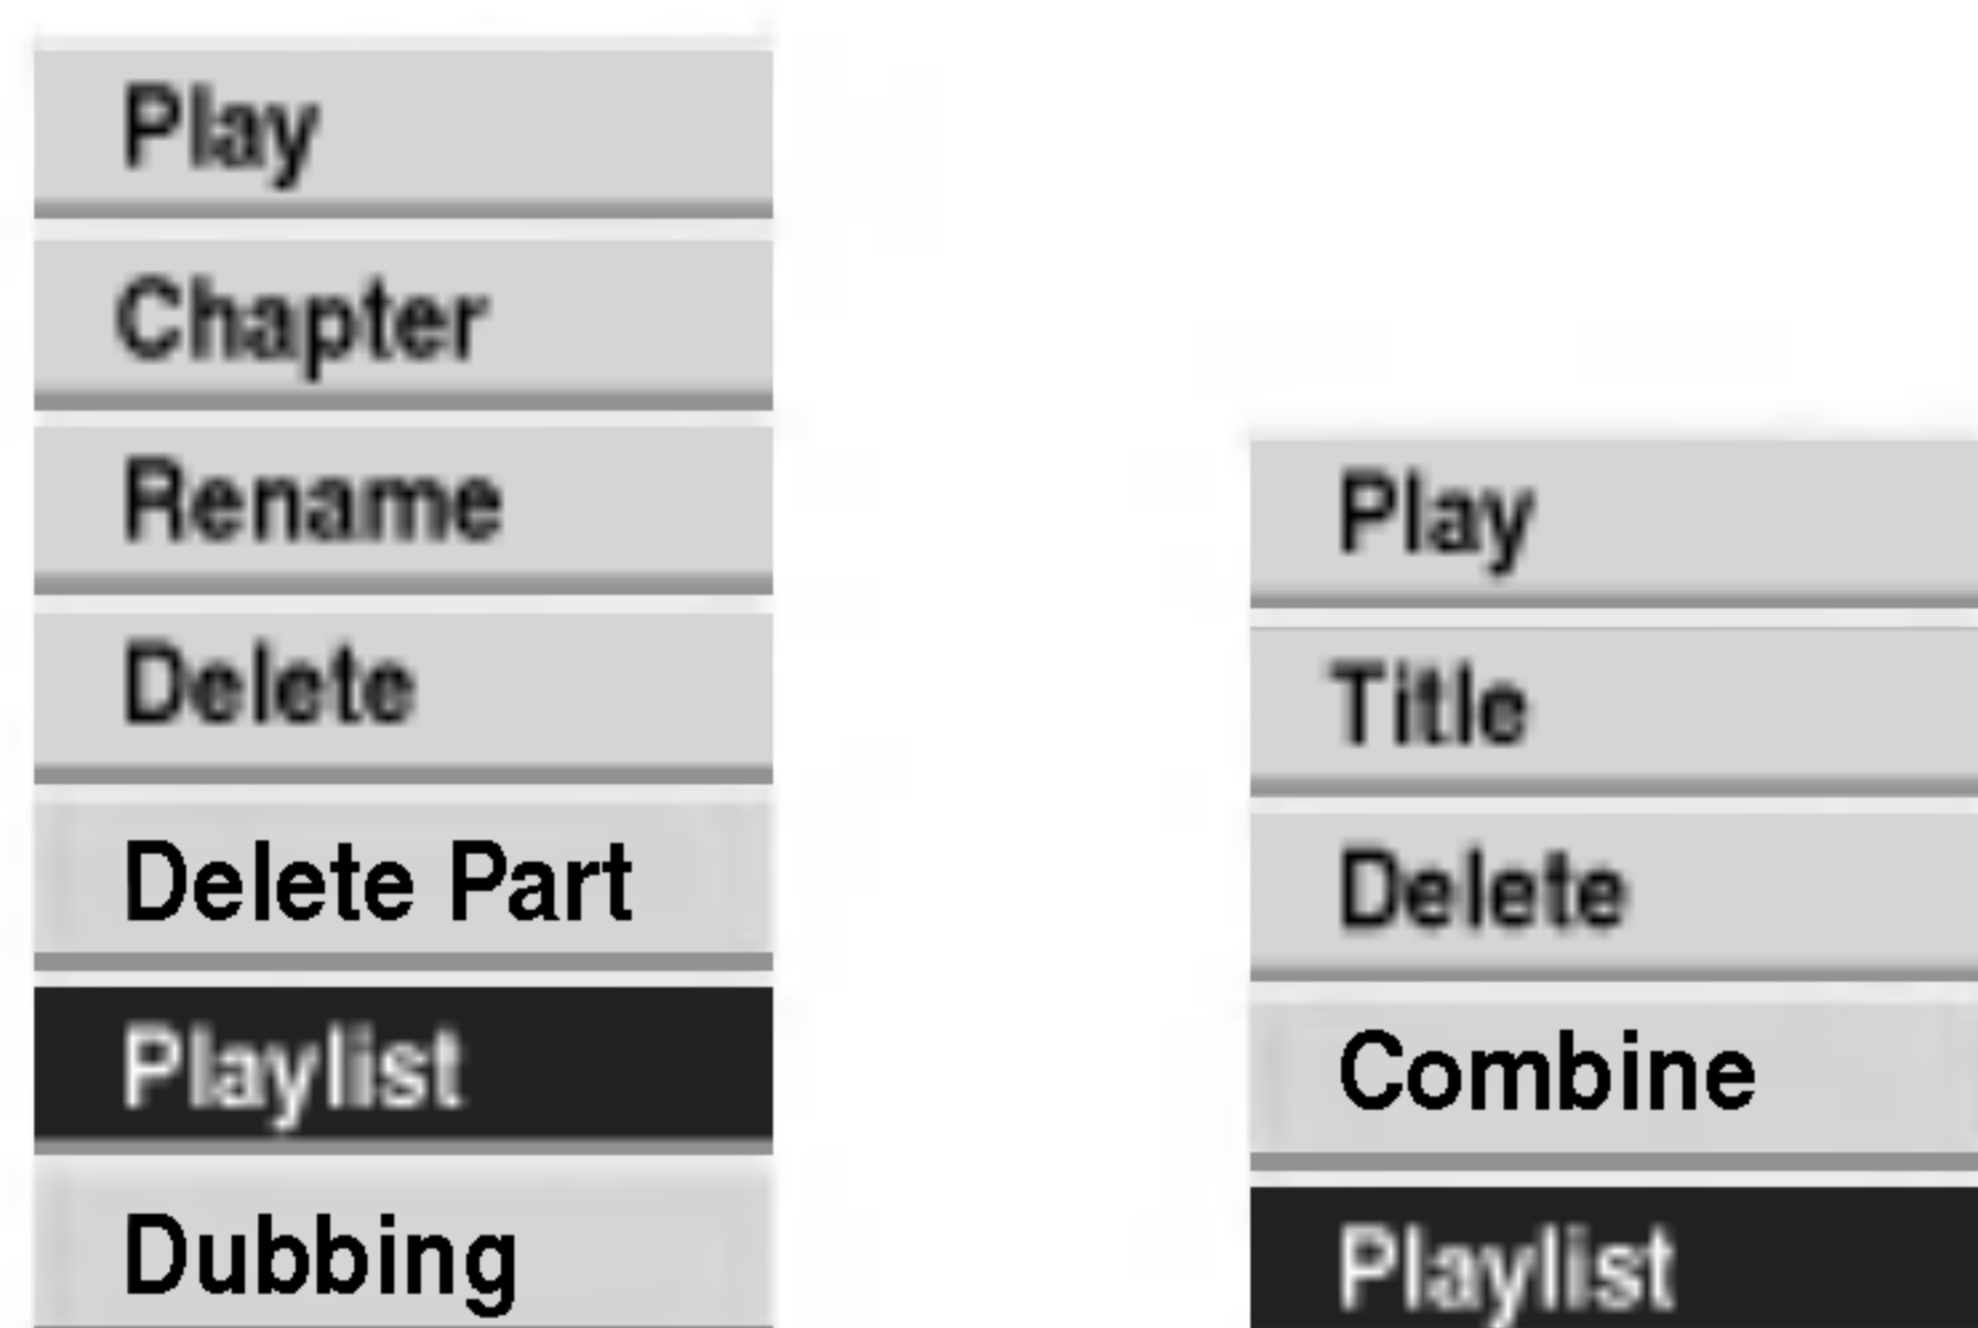 Play
Chapter
Rename
Delete
Delete Part
Playlist
Dubbing
Play
Title
Delete
Combine
Playlist